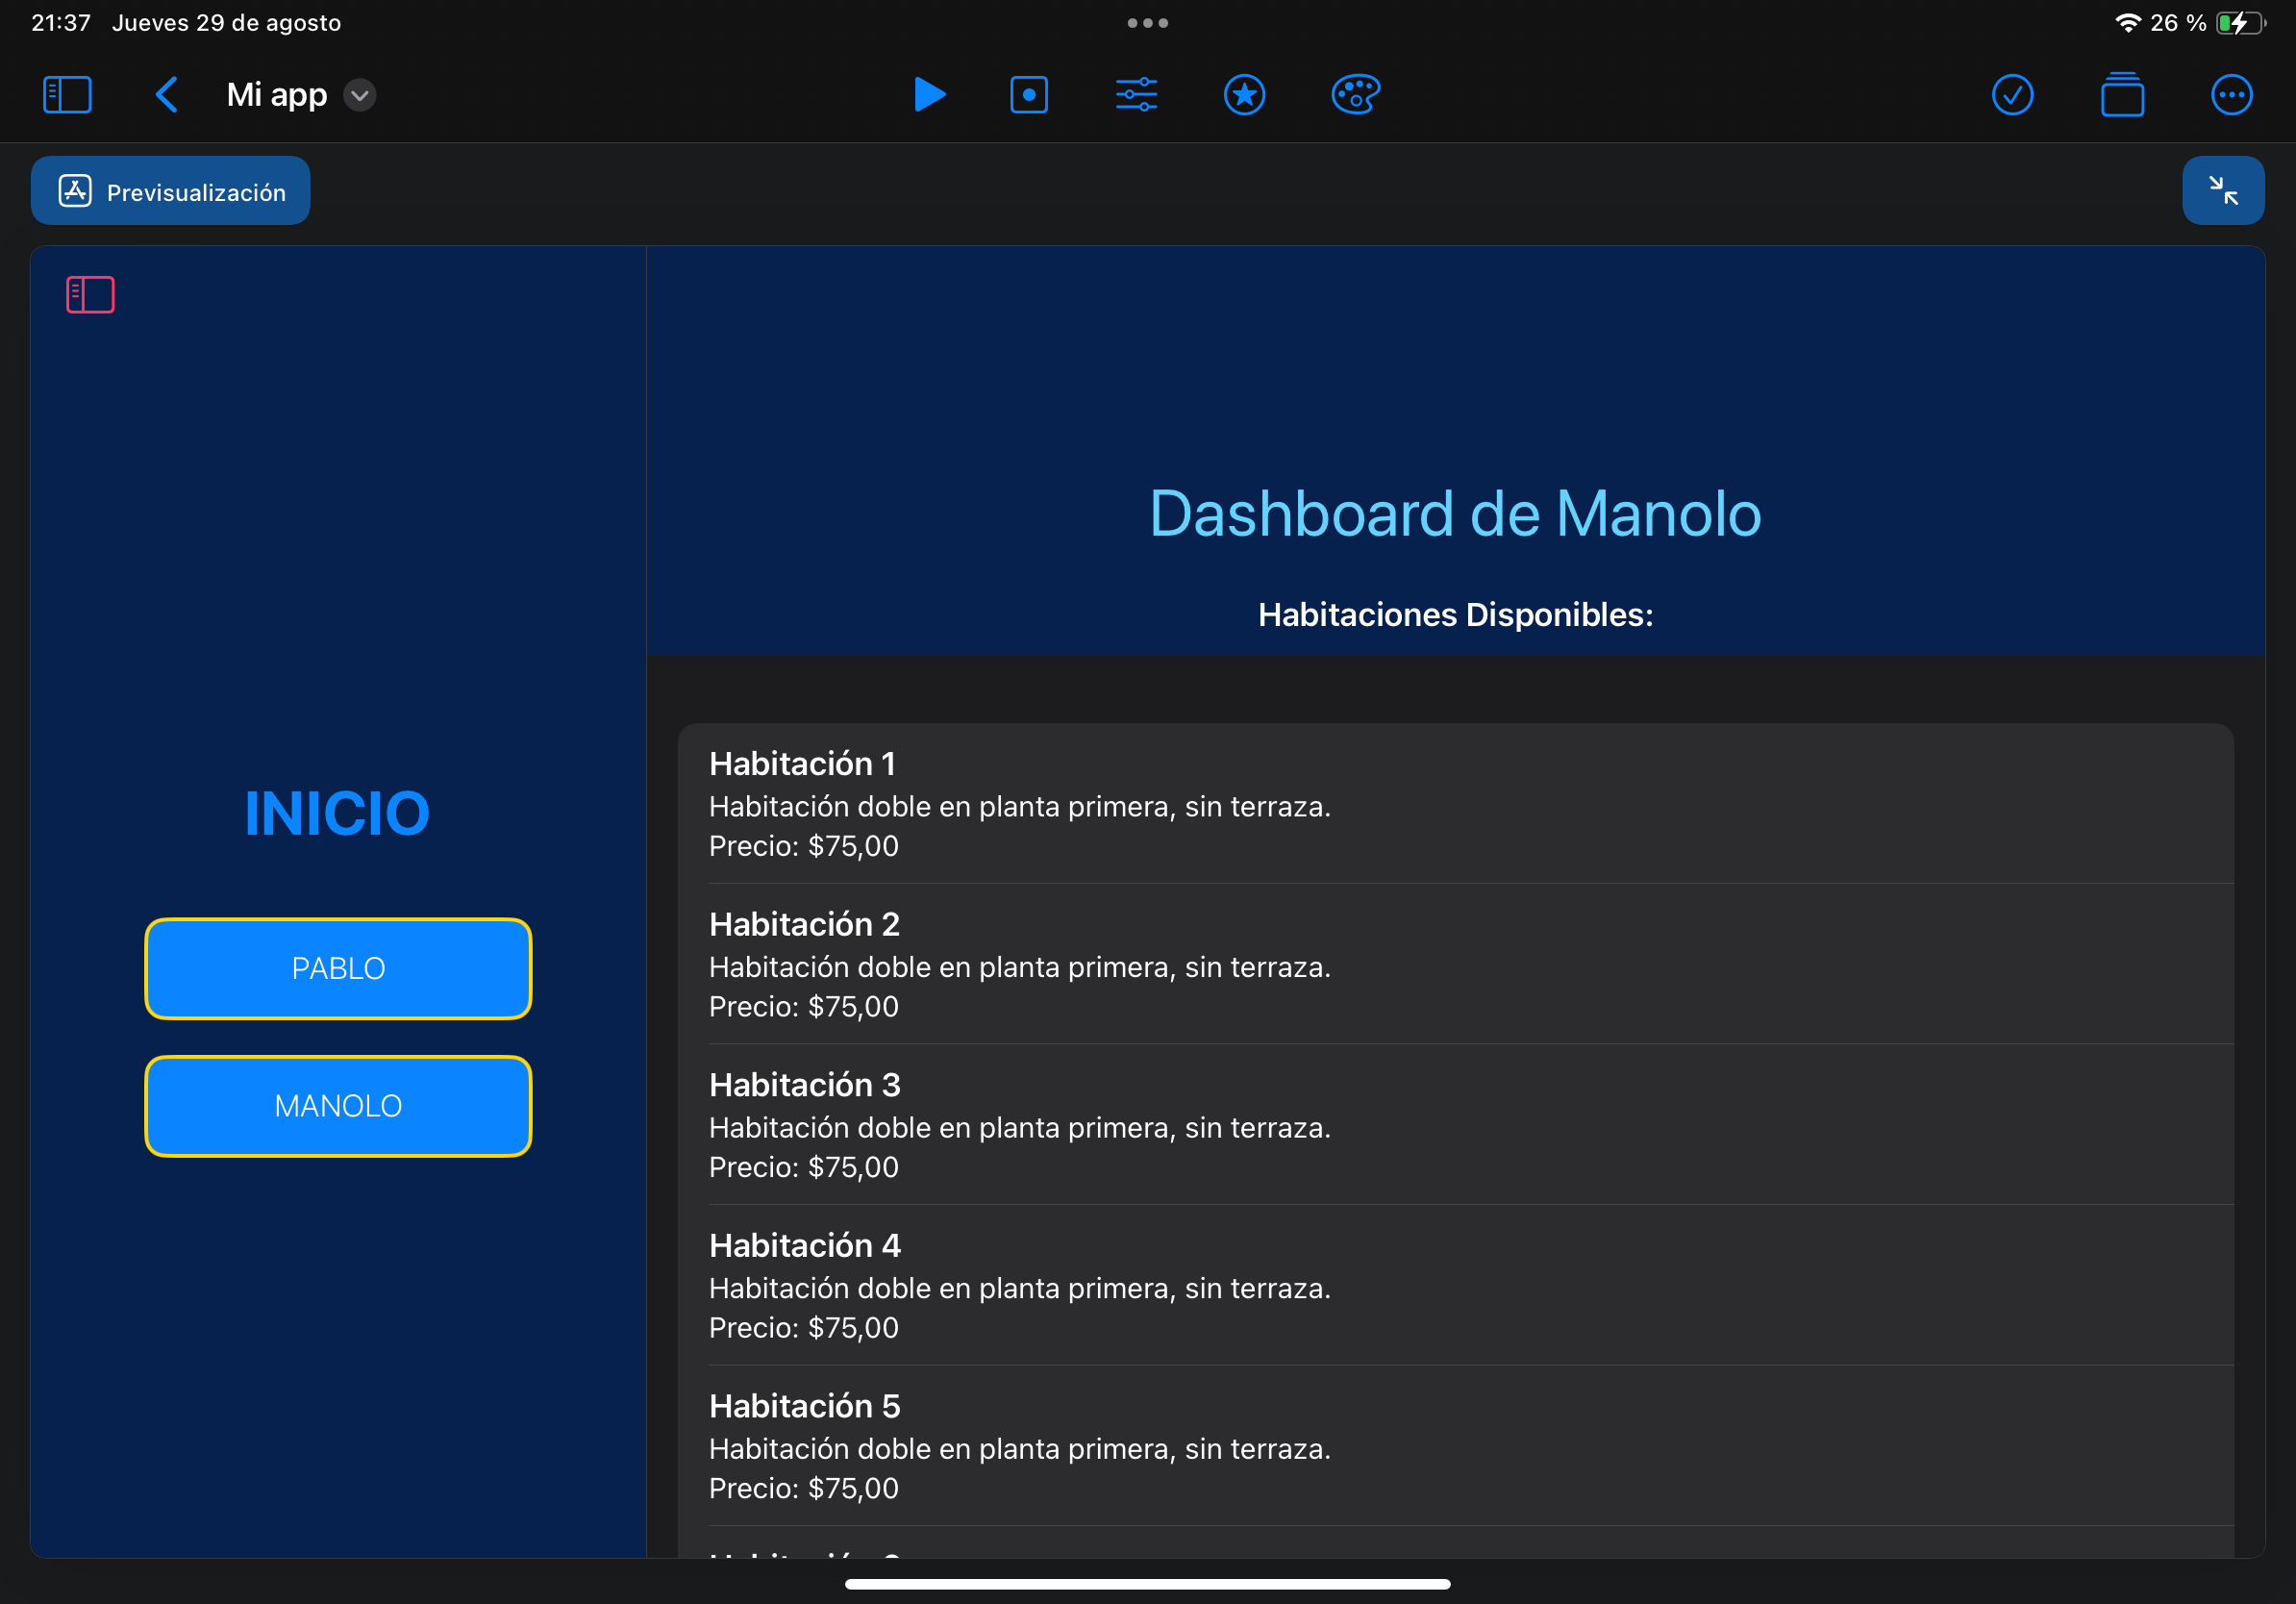 21:37 Jueves 29 de agosto
26 %
Mi app
Previsualización
INICIO
PABLO
MANOLO
Dashboard de Manolo
Habitaciones Disponibles:
Habitación 1
Habitación doble en planta primera, sin terraza.
Precio: $75,00
Habitación 2
Habitación doble en planta primera, sin terraza.
Precio: $75,00
Habitación 3
Habitación doble en planta primera, sin terraza.
Precio: $75,00
Habitación 4
Habitación doble en planta primera, sin terraza.
Precio: $75,00
Habitación 5
Habitación doble en planta primera, sin terraza.
Precio: $75,00